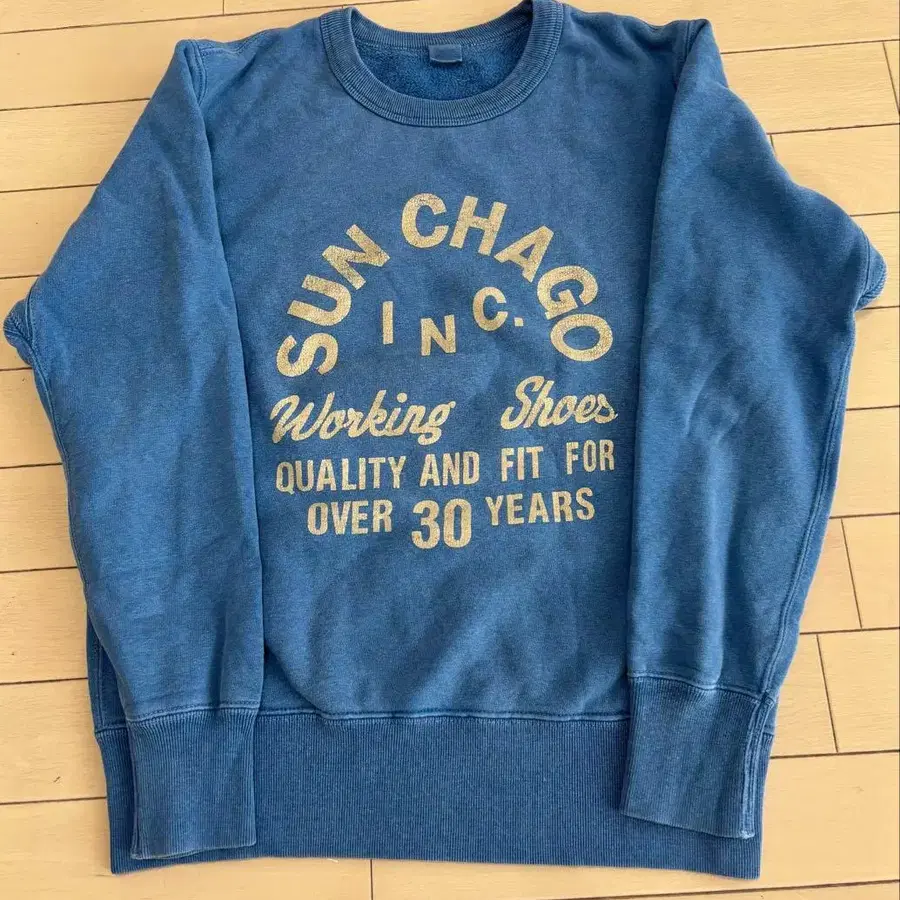 SUN CHAGO
INC.
Working Shoes
QUALITY AND FIT FOR
OVER 30 YEARS